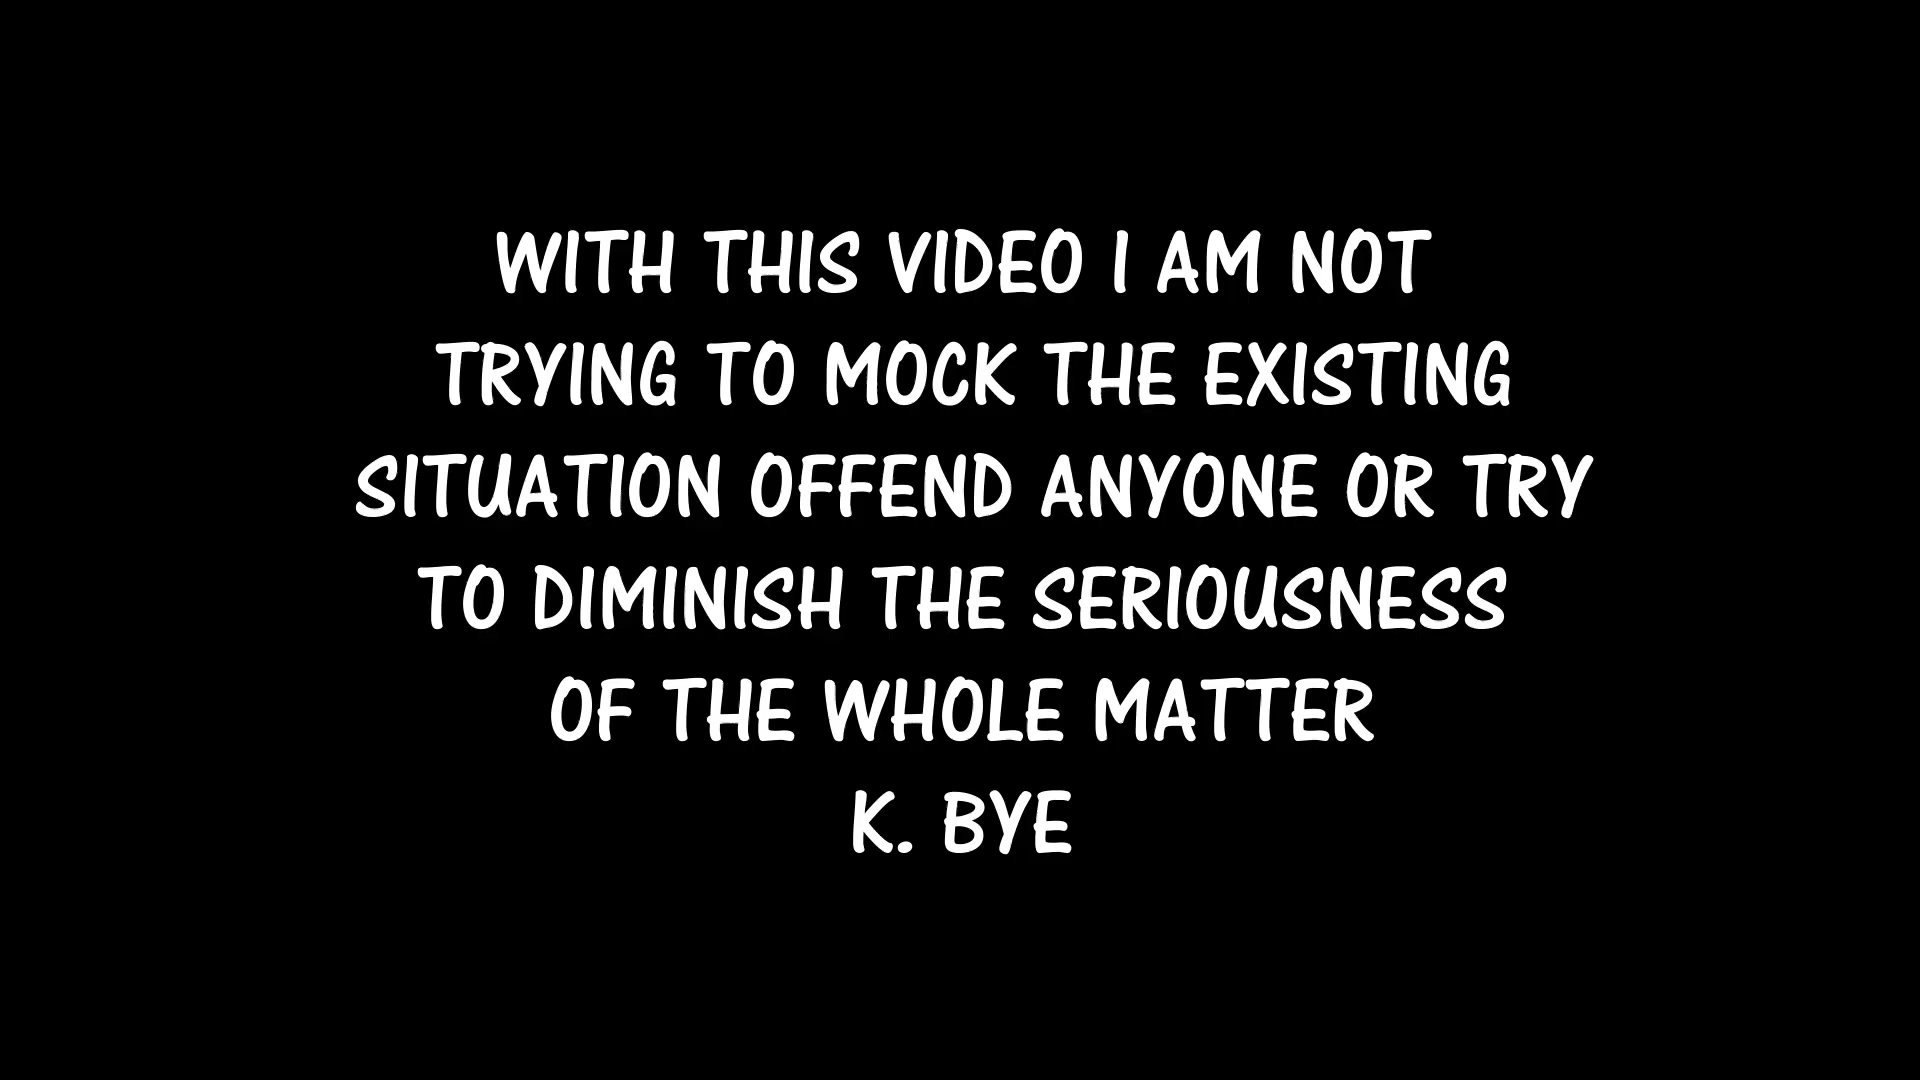 WITH THIS VIDEO I AM NOT
TRYING TO MOCK THE EXISTING
SITUATION OFFEND ANYONE OR TRY
TO DIMINISH THE SERIOUSNESS
OF THE WHOLE MATTER
K. BYE